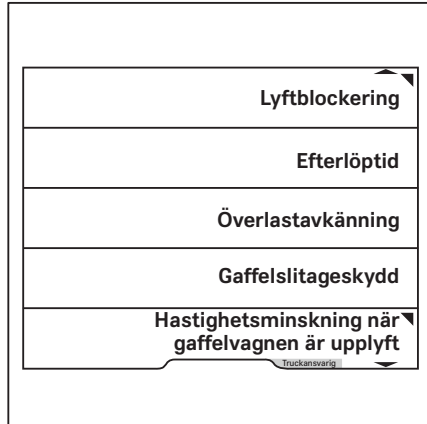 Lyftblockering
Efterlöptid
Överlastavkänning
Gaffelslitageskydd
Hastighetsminskning när
gaffelvagnen är upplyft
Truckansvarig